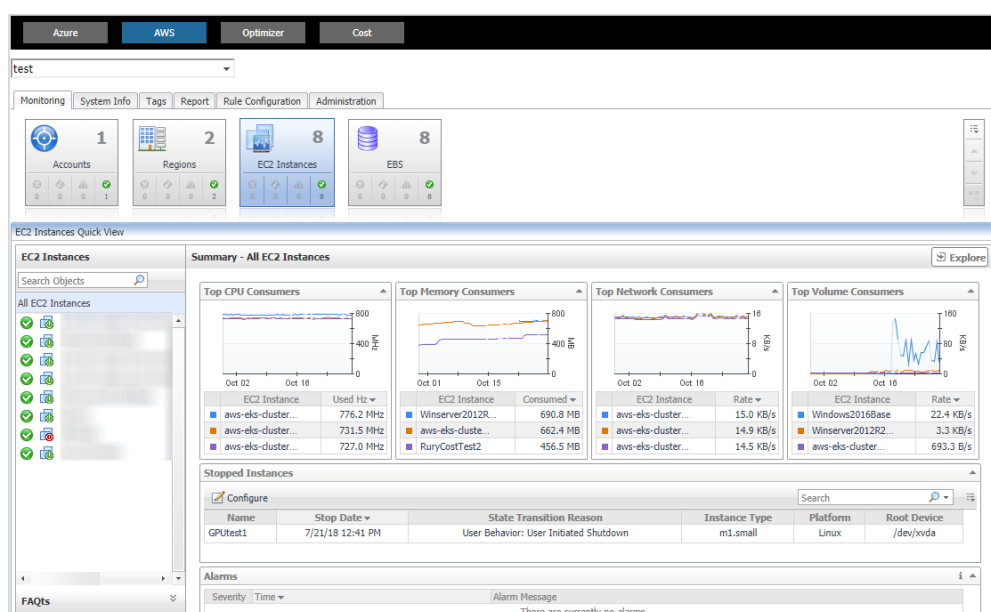 Azure AWS Optimizer Cost
test
Monitoring System Info Tags Report Rule Configuration Administration
1 2 8 8
Accounts Regions EC2 Instances EBS
0 0 0 1 0 0 0 2 0 0 0 8 0 0 0 8
EC2 Instances Quick View
EC2 Instances
Search Objects
All EC2 Instances
FAQts
Summary - All EC2 Instances Explore
Top CPU Consumers
800
400
0
MHz
Oct 02 Oct 16
EC2 Instance Used Hz
aws-eks-cluster... 776.2 MHz
aws-eks-cluster... 731.5 MHz
aws-eks-cluster... 727.0 MHz
Top Memory Consumers
800
400
0
MB
Oct 01 Oct 15
EC2 Instance Consumed
Winserver2012R... 690.8 MB
aws-eks-cluste... 662.4 MB
RuryCostTest2 456.5 MB
Top Network Consumers
16
8
0
KB/s
Oct 02 Oct 16
EC2 Instance Rate
aws-eks-cluster... 15.0 KB/s
aws-eks-cluster... 14.9 KB/s
aws-eks-cluster... 14.5 KB/s
Top Volume Consumers
160
80
0
KB/s
Oct 02 Oct 16
EC2 Instance Rate
Windows2016Base 22.4 KB/s
Winserver2012R2... 3.3 KB/s
aws-eks-cluster... 693.3 B/s
Stopped Instances
Configure Search
Name Stop Date State Transition Reason Instance Type Platform Root Device
GPUtest1 7/21/18 12:41 PM User Behavior: User Initiated Shutdown m1.small Linux /dev/xvda
Alarms i
Severity Time Alarm Message
There are currently no alarms